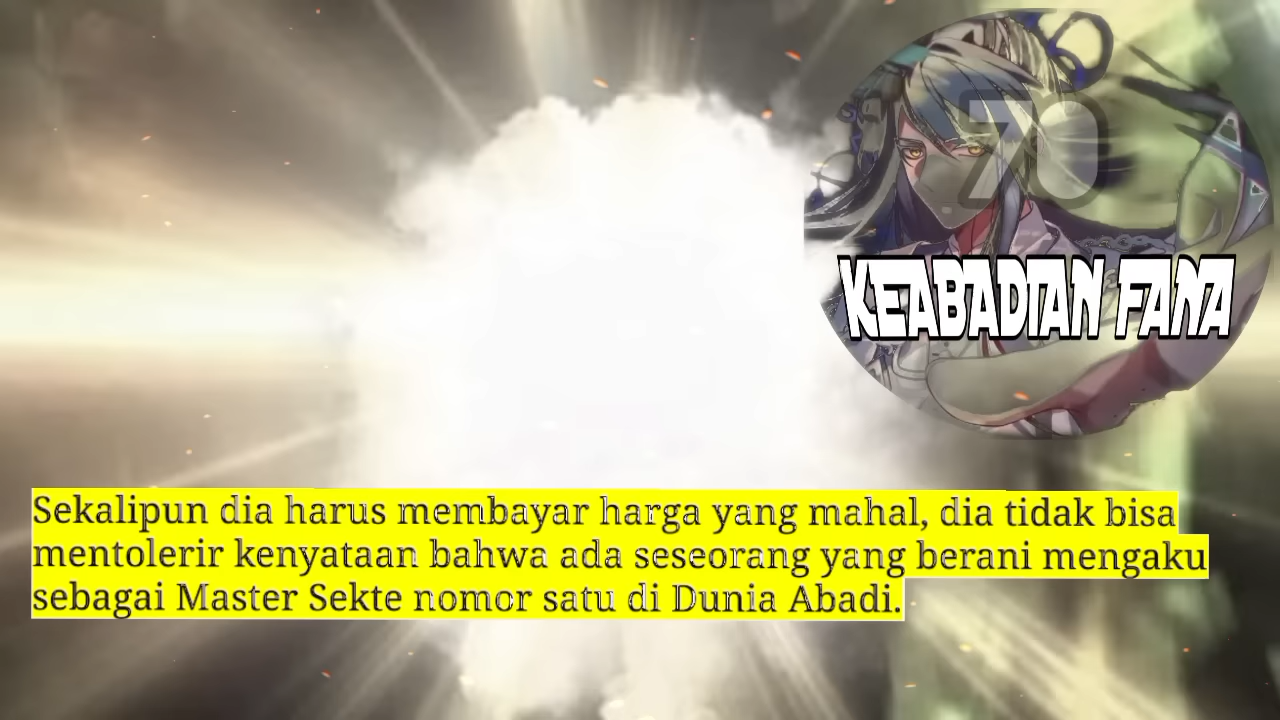 70
KEABADIAN FANA
Sekalipun dia harus membayar harga yang mahal, dia tidak bisa
mentolerir kenyataan bahwa ada seseorang yang berani mengaku
sebagai Master Sekte nomor satu di Dunia Abadi.